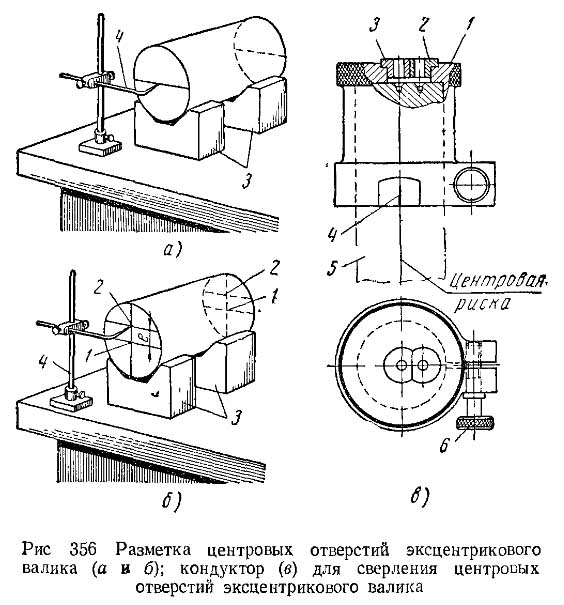 4
3
а)
2
2
1
1
e
4
3
б)
3
2
1
4
5
Центровая
риска
6
в)
Рис 356 Разметка центровых отверстий эксцентрикового
валика (а и б); кондуктор (в) для сверления центровых
отверстий эксцентрикового валика